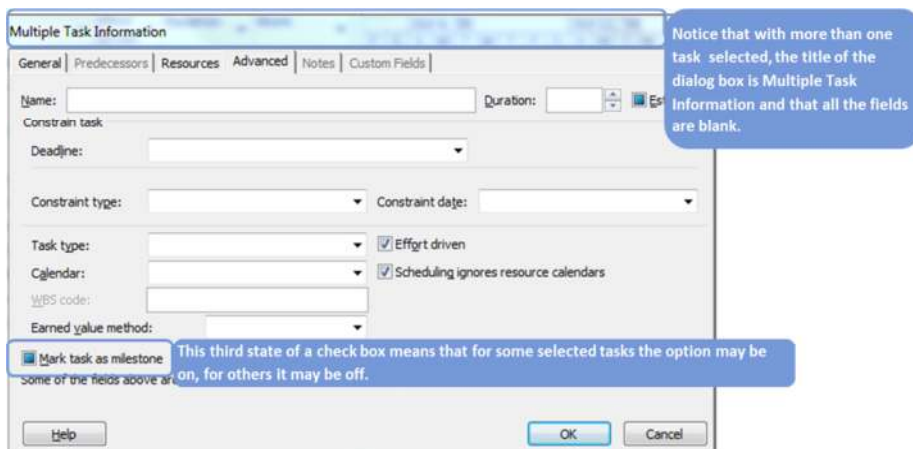 Multiple Task Information
Notice that with more than one
task selected, the title of the
dialog box is Multiple Task
Information and that all the fields
are blank.
General Predecessors Resources Advanced Notes Custom Fields
Name: Duration: Est
Constrain task
Deadline:
Constraint type: Constraint date:
Task type: Effort driven
Calendar: Scheduling ignores resource calendars
WBS code:
Earned value method:
Mark task as milestone
This third state of a check box means that for some selected tasks the option may be
on, for others it may be off.
Some of the fields above are
Help OK Cancel